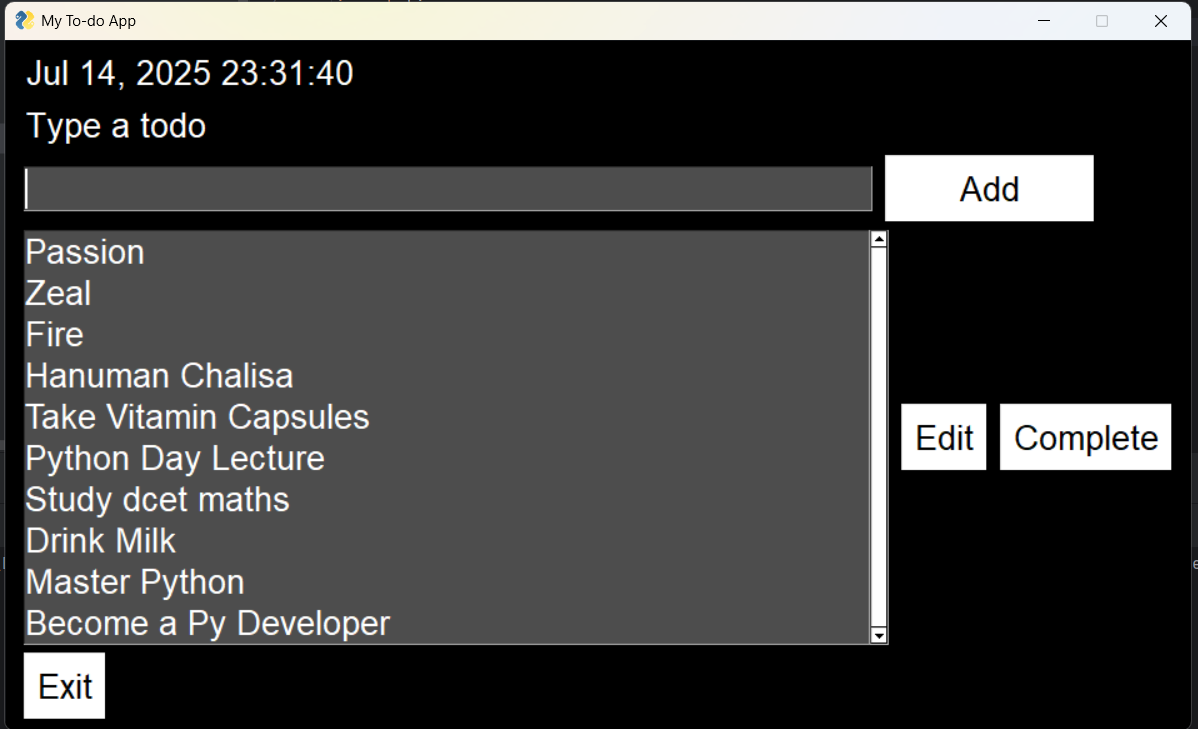 My To-do App
Jul 14, 2025 23:31:40
Type a todo
Add
Passion
Zeal
Fire
Hanuman Chalisa
Take Vitamin Capsules
Python Day Lecture
Study dcet maths
Drink Milk
Master Python
Become a Py Developer
Edit Complete
Exit